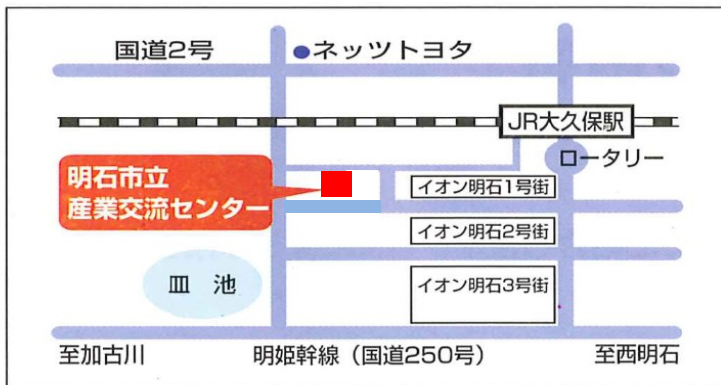 国道2号
ネッツトヨタ
JR大久保駅
ロータリー
明石市立
産業交流センター
イオン明石1号街
イオン明石2号街
皿 池
イオン明石3号街
至加古川
明姫幹線（国道250号）
至西明石